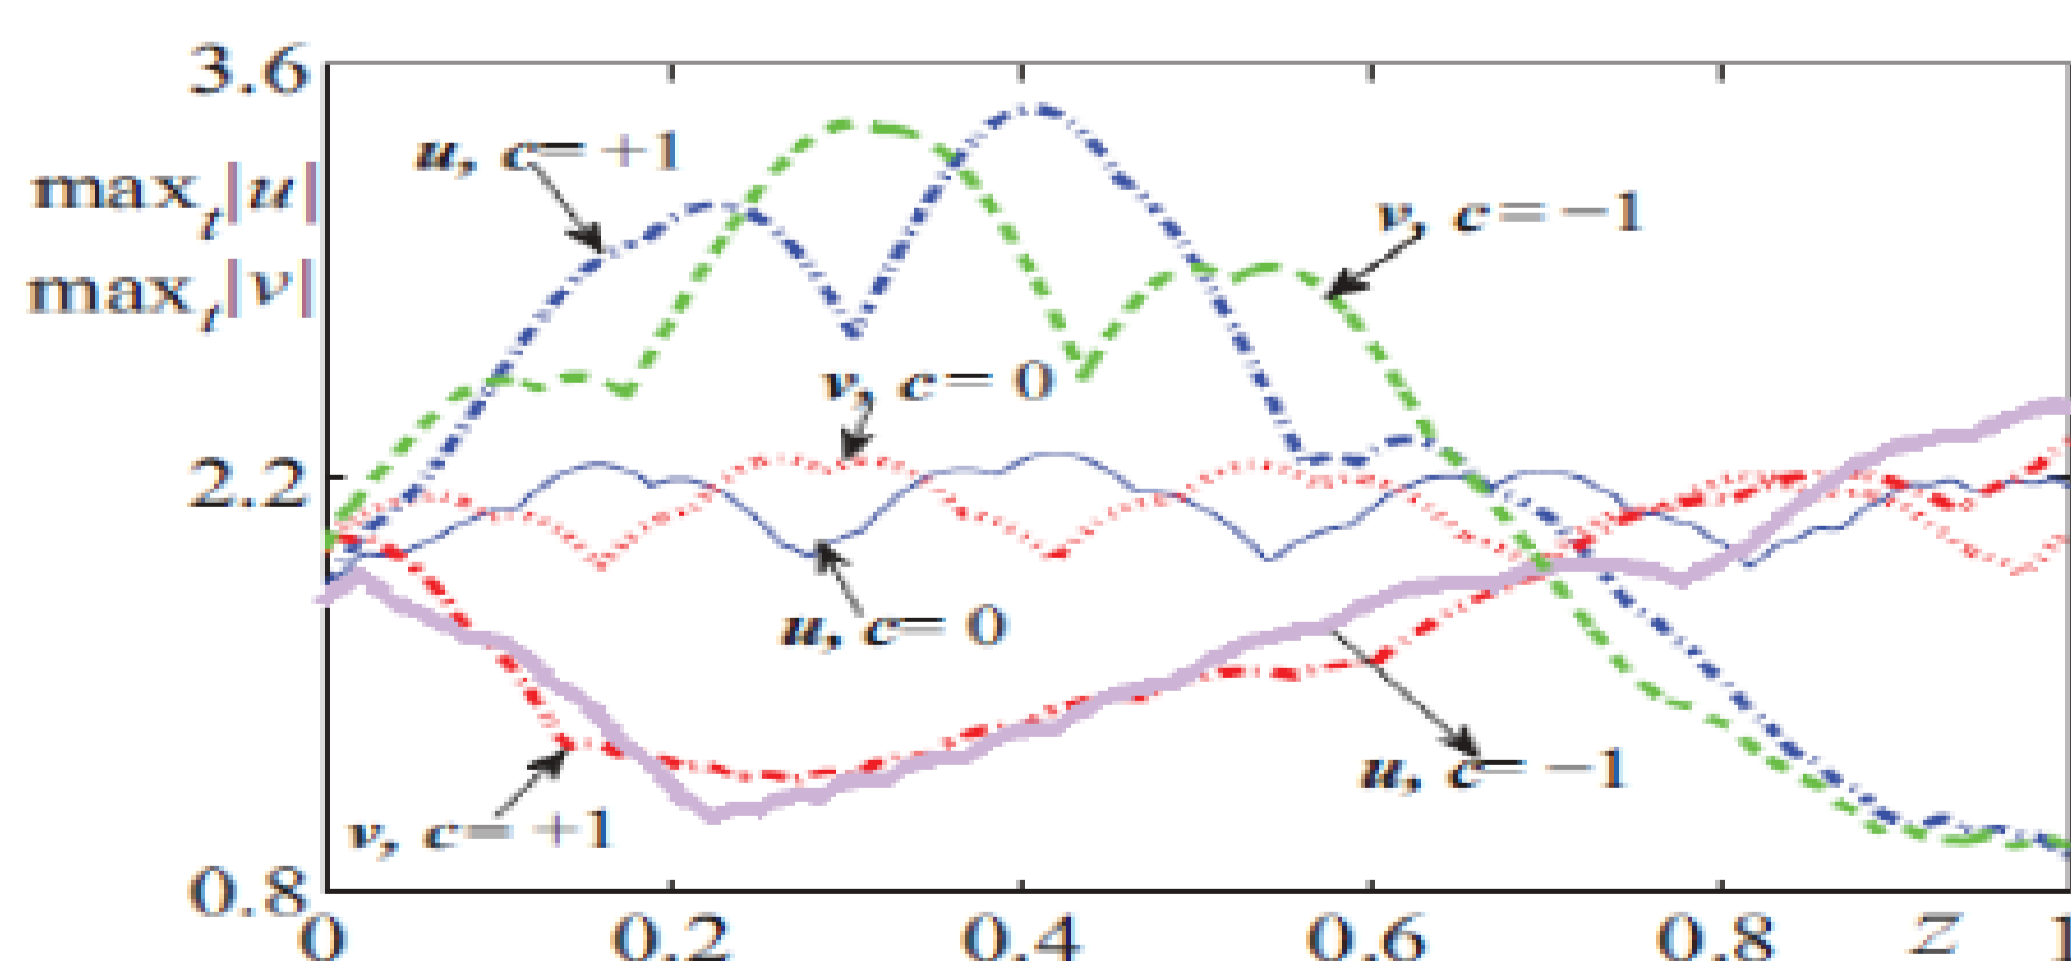 3.6
u, c= +1
max_t|u|
v, c= −1
max_t|v|
v, c= 0
2.2
u, c= 0
u, c= −1
v, c= +1
0.8
0 0.2 0.4 0.6 0.8 z 1